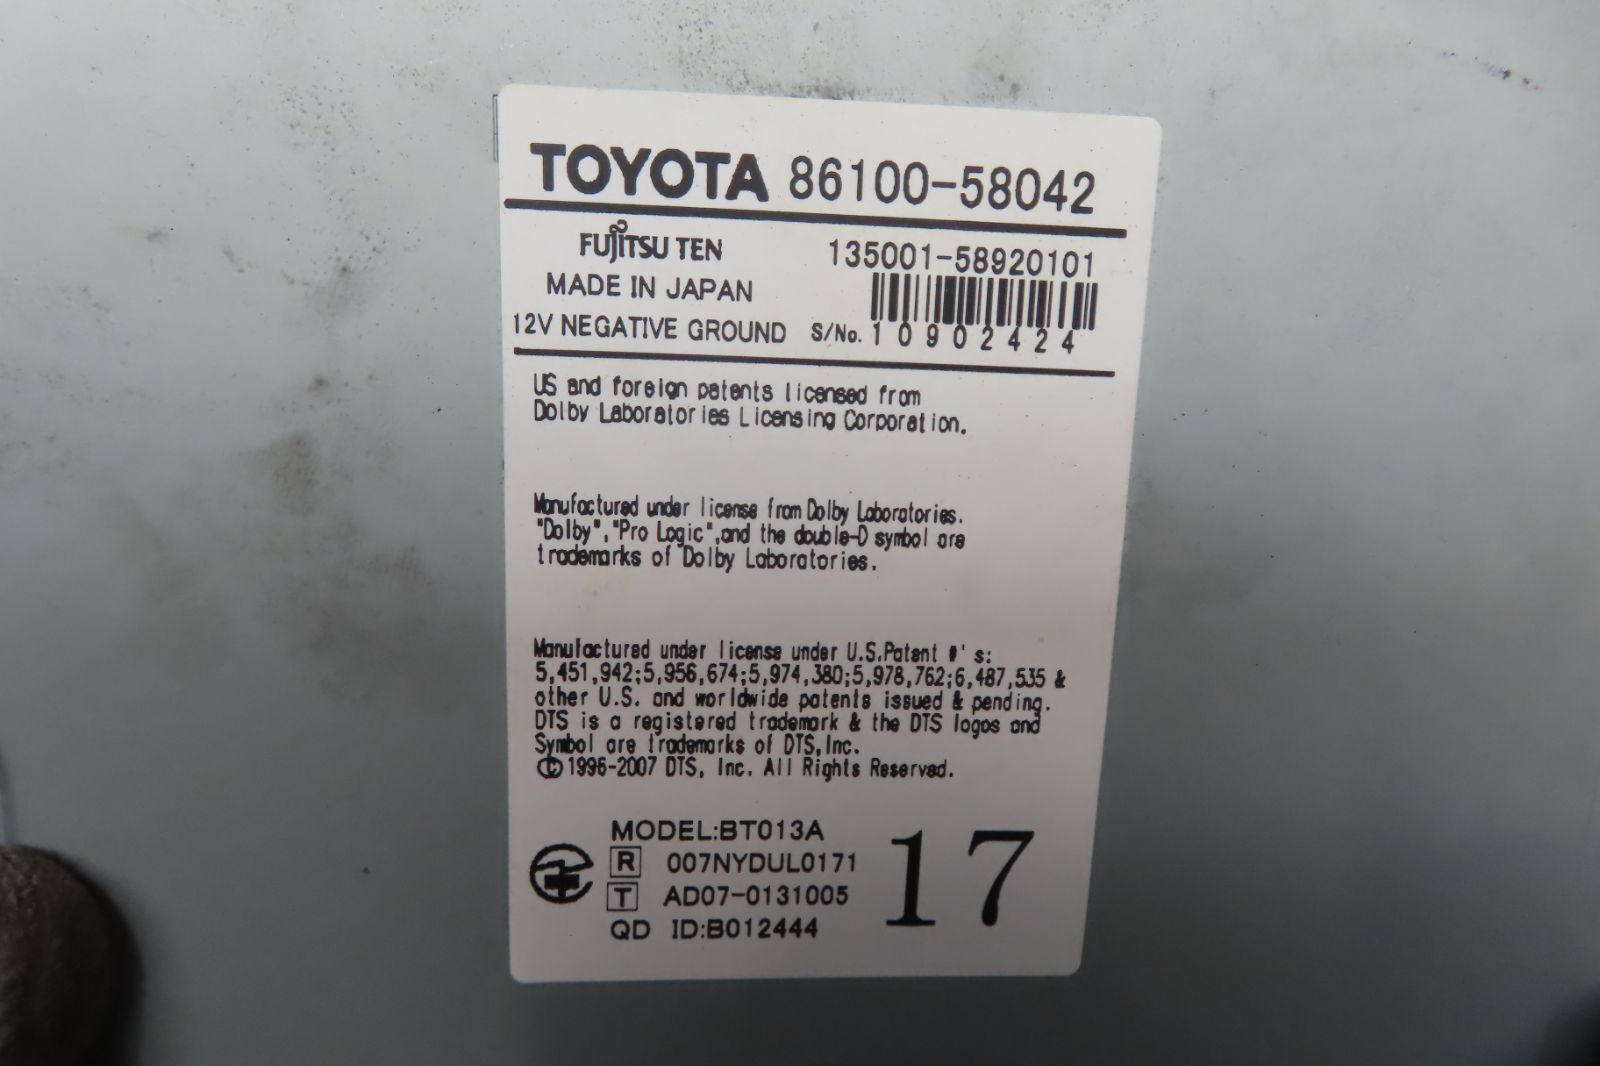 TOYOTA 86100-58042
FUJITSU TEN 135001-58920101
MADE IN JAPAN
12V NEGATIVE GROUND S/No. 10902424
US and foreign patents licensed from
Dolby Laboratories Licensing Corporation.
Manufactured under license from Dolby Laboratories.
"Dolby","Pro Logic",and the double-D symbol are
trademarks of Dolby Laboratories.
Manufactured under license under U.S.Patent #' s:
5,451,942;5,956,674;5,974,380;5,978,762;6,487,535 &
other U.S. and worldwide patents issued & pending.
DTS is a registered trademark & the DTS logos and
Symbol are trademarks of DTS,Inc.
©1996-2007 DTS, Inc. All Rights Reserved.
MODEL:BT013A
R 007NYDUL0171
T AD07-0131005
QD ID:B012444
17